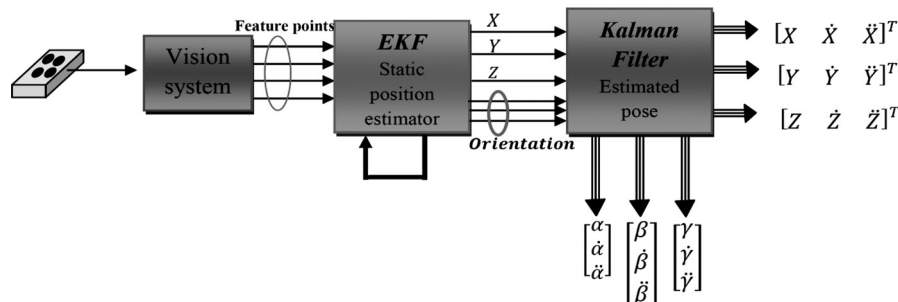 Feature points
Vision
system
EKF
Static
position
estimator
X
Y
Z
Orientation
Kalman
Filter
Estimated
pose
[X Ẋ Ẍ]ᵀ
[Y Ẏ Ÿ]ᵀ
[Z Ż Z̈]ᵀ
[α α̇ α̈]
[β β̇ β̈]
[γ γ̇ γ̈]